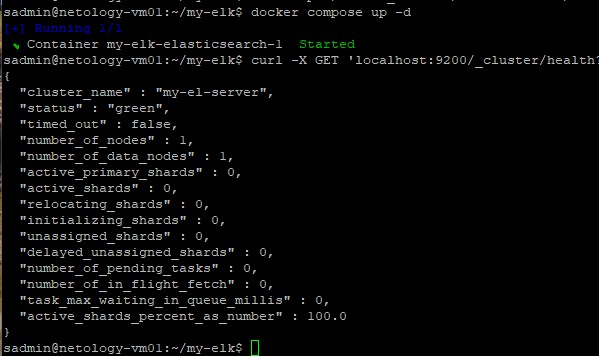 sadmin@netology-vm01:~/my-elk$ docker compose up -d
[+] Running 1/1
✔ Container my-elk-elasticsearch-1  Started
sadmin@netology-vm01:~/my-elk$ curl -X GET 'localhost:9200/_cluster/health?
{
  "cluster_name" : "my-el-server",
  "status" : "green",
  "timed_out" : false,
  "number_of_nodes" : 1,
  "number_of_data_nodes" : 1,
  "active_primary_shards" : 0,
  "active_shards" : 0,
  "relocating_shards" : 0,
  "initializing_shards" : 0,
  "unassigned_shards" : 0,
  "delayed_unassigned_shards" : 0,
  "number_of_pending_tasks" : 0,
  "number_of_in_flight_fetch" : 0,
  "task_max_waiting_in_queue_millis" : 0,
  "active_shards_percent_as_number" : 100.0
}
sadmin@netology-vm01:~/my-elk$